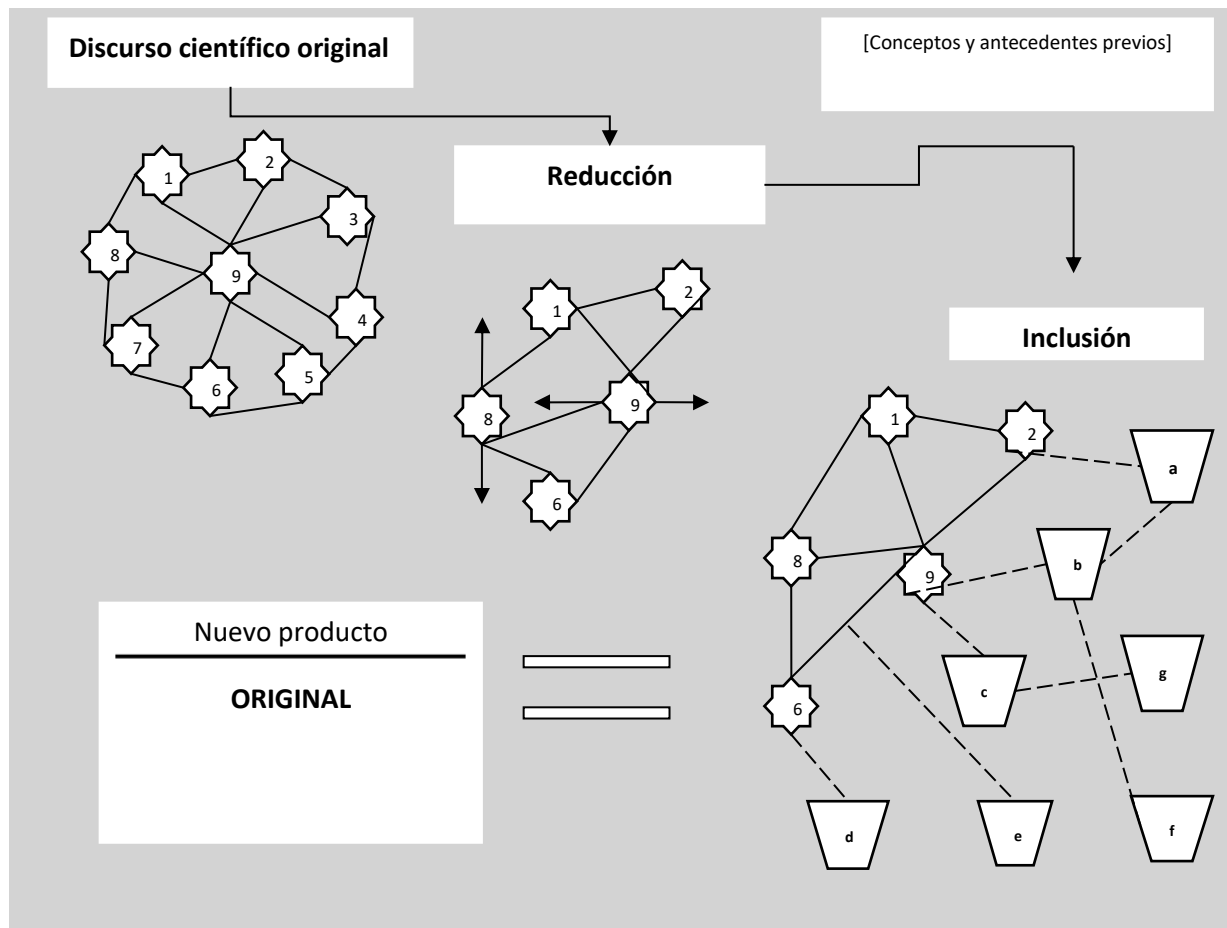 Discurso científico original
[Conceptos y antecedentes previos]
Reducción
Inclusión
1
2
3
8
9
4
7
6
5
1
2
8
9
6
1
2
8
9
6
a
b
c
g
d
e
f
Nuevo producto
ORIGINAL